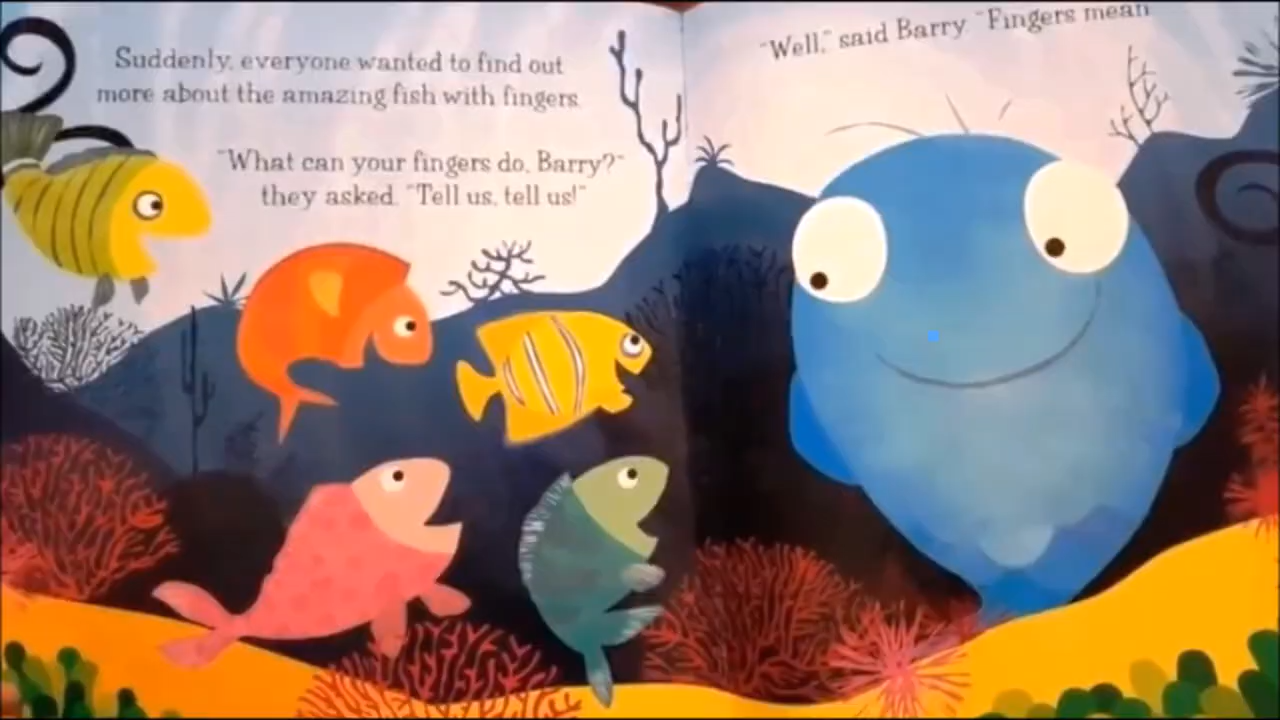 Suddenly, everyone wanted to find out
more about the amazing fish with fingers.
"What can your fingers do, Barry?"
they asked. "Tell us, tell us!"
"Well," said Barry. "Fingers mean